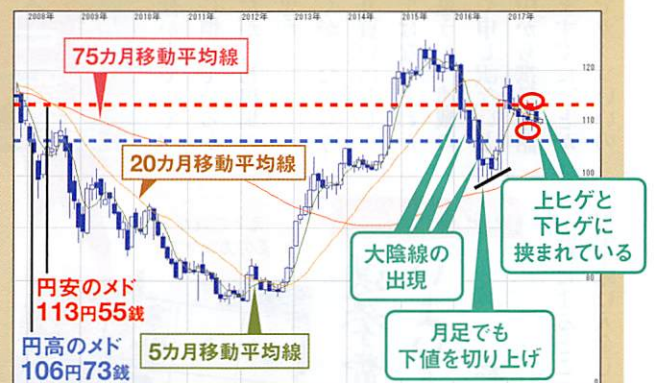 2008年 2009年 2010年 2011年 2012年 2013年 2014年 2015年 2016年 2017年
75カ月移動平均線
120
110
20カ月移動平均線
100
上ヒゲと
下ヒゲに
挟まれている
大陰線の
出現
円安のメド
113円55銭
80
月足でも
下値を切り上げ
円高のメド
106円73銭
5カ月移動平均線